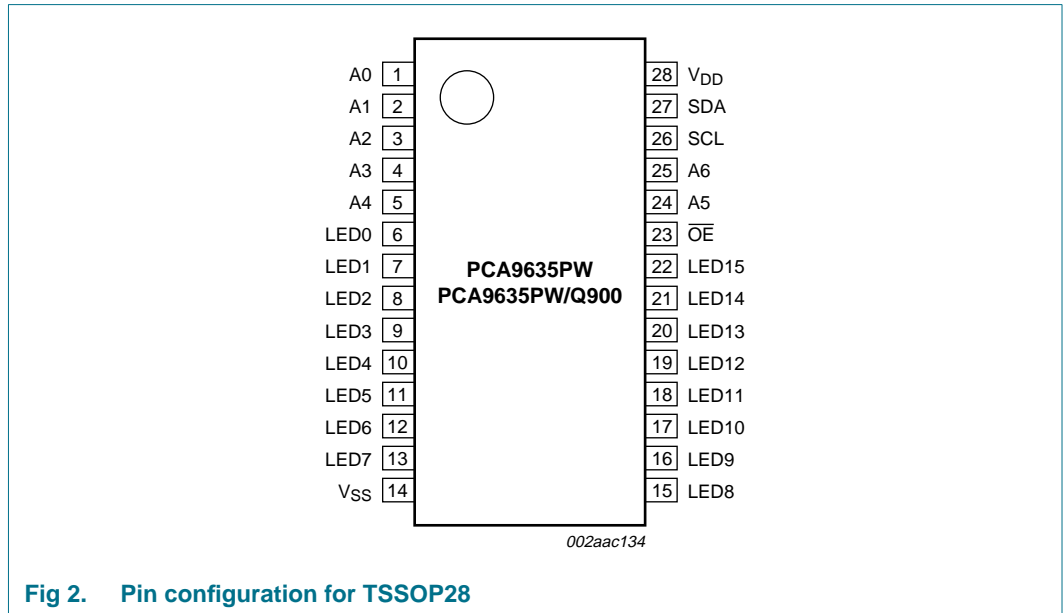 A0 1
A1 2
A2 3
A3 4
A4 5
LED0 6
LED1 7
LED2 8
LED3 9
LED4 10
LED5 11
LED6 12
LED7 13
VSS 14
PCA9635PW
PCA9635PW/Q900
28 VDD
27 SDA
26 SCL
25 A6
24 A5
23 O̅E̅
22 LED15
21 LED14
20 LED13
19 LED12
18 LED11
17 LED10
16 LED9
15 LED8
002aac134
Fig 2. Pin configuration for TSSOP28